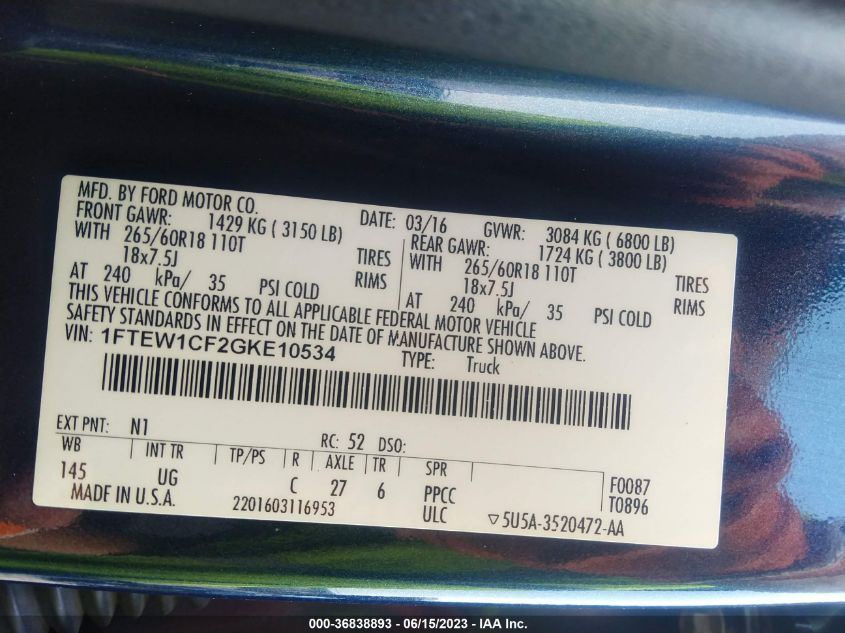 MFD. BY FORD MOTOR CO. DATE: 03/16 GVWR: 3084 KG ( 6800 LB)
FRONT GAWR: 1429 KG ( 3150 LB) REAR GAWR: 1724 KG ( 3800 LB)
WITH 265/60R18 110T TIRES WITH 265/60R18 110T TIRES
18x7.5J RIMS 18x7.5J RIMS
AT 240 kPa/ 35 PSI COLD AT 240 kPa/ 35 PSI COLD
THIS VEHICLE CONFORMS TO ALL APPLICABLE FEDERAL MOTOR VEHICLE
SAFETY STANDARDS IN EFFECT ON THE DATE OF MANUFACTURE SHOWN ABOVE.
VIN: 1FTEW1CF2GKE10534 TYPE: Truck
EXT PNT: N1 RC: 52 DSO:
WB INT TR TP/PS R AXLE TR SPR
145 UG C 27 6 PPCC F0087
MADE IN U.S.A. 2201603116953 ULC T0896
▽5U5A-3520472-AA
000-36838893 - 06/15/2023 - IAA Inc.